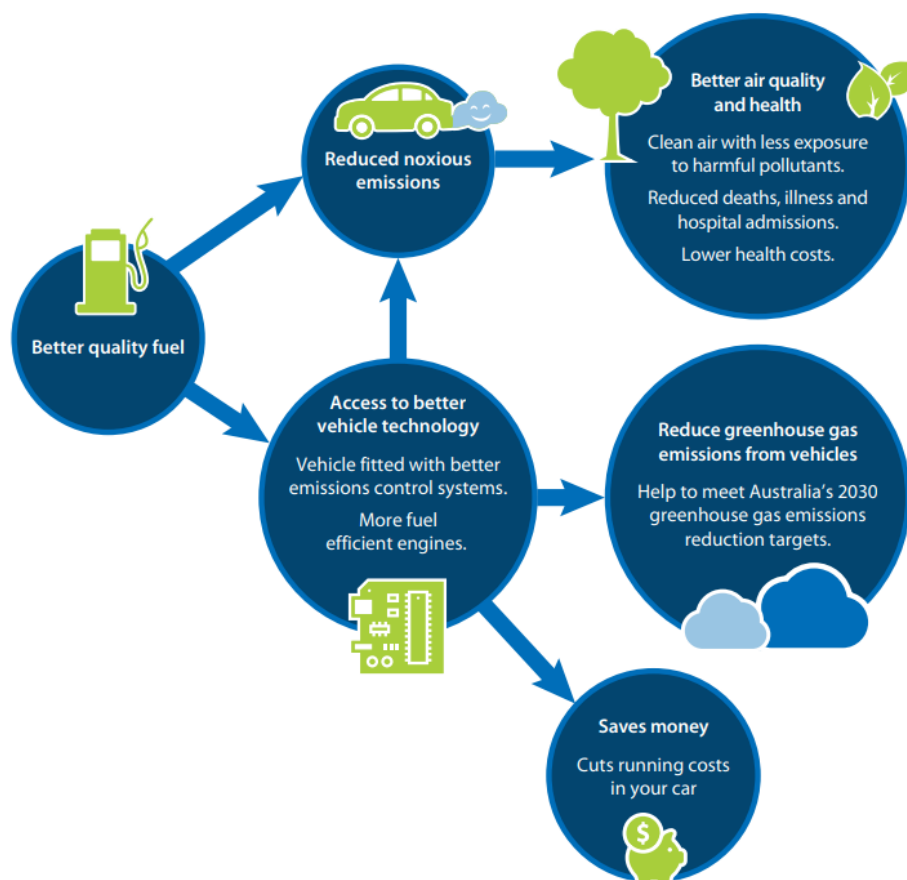 Better quality fuel
Reduced noxious
emissions
Better air quality
and health
Clean air with less exposure
to harmful pollutants.
Reduced deaths, illness and
hospital admissions.
Lower health costs.
Access to better
vehicle technology
Vehicle fitted with better
emissions control systems.
More fuel
efficient engines.
Reduce greenhouse gas
emissions from vehicles
Help to meet Australia’s 2030
greenhouse gas emissions
reduction targets.
Saves money
Cuts running costs
in your car
$